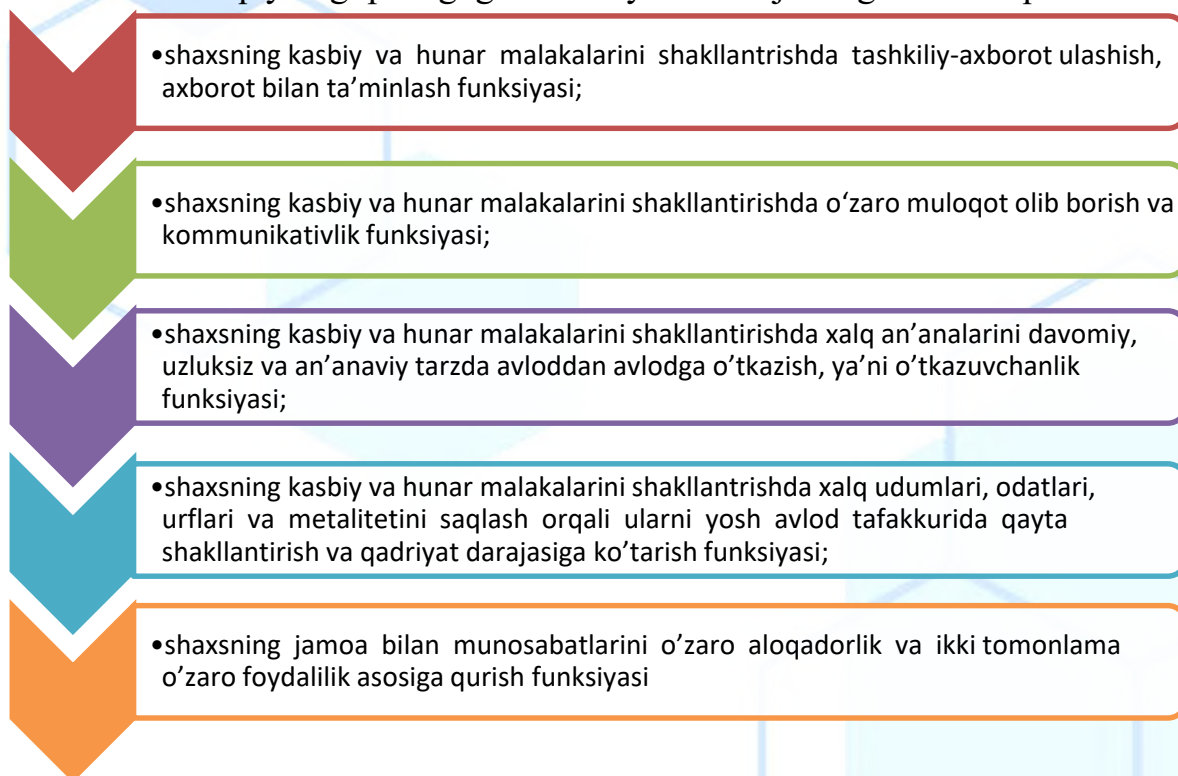 •shaxsning kasbiy va hunar malakalarini shakllantrishda tashkiliy-axborot ulashish,
axborot bilan ta’minlash funksiyasi;
•shaxsning kasbiy va hunar malakalarini shakllantirishda o‘zaro muloqot olib borish va
kommunikativlik funksiyasi;
•shaxsning kasbiy va hunar malakalarini shakllantirishda xalq an’analarini davomiy,
uzluksiz va an’anaviy tarzda avloddan avlodga o’tkazish, ya’ni o’tkazuvchanlik
funksiyasi;
•shaxsning kasbiy va hunar malakalarini shakllantrishda xalq udumlari, odatlari,
urflari va metalitetini saqlash orqali ularni yosh avlod tafakkurida qayta
shakllantirish va qadriyat darajasiga ko’tarish funksiyasi;
•shaxsning jamoa bilan munosabatlarini o’zaro aloqadorlik va ikki tomonlama
o’zaro foydalilik asosiga qurish funksiyasi